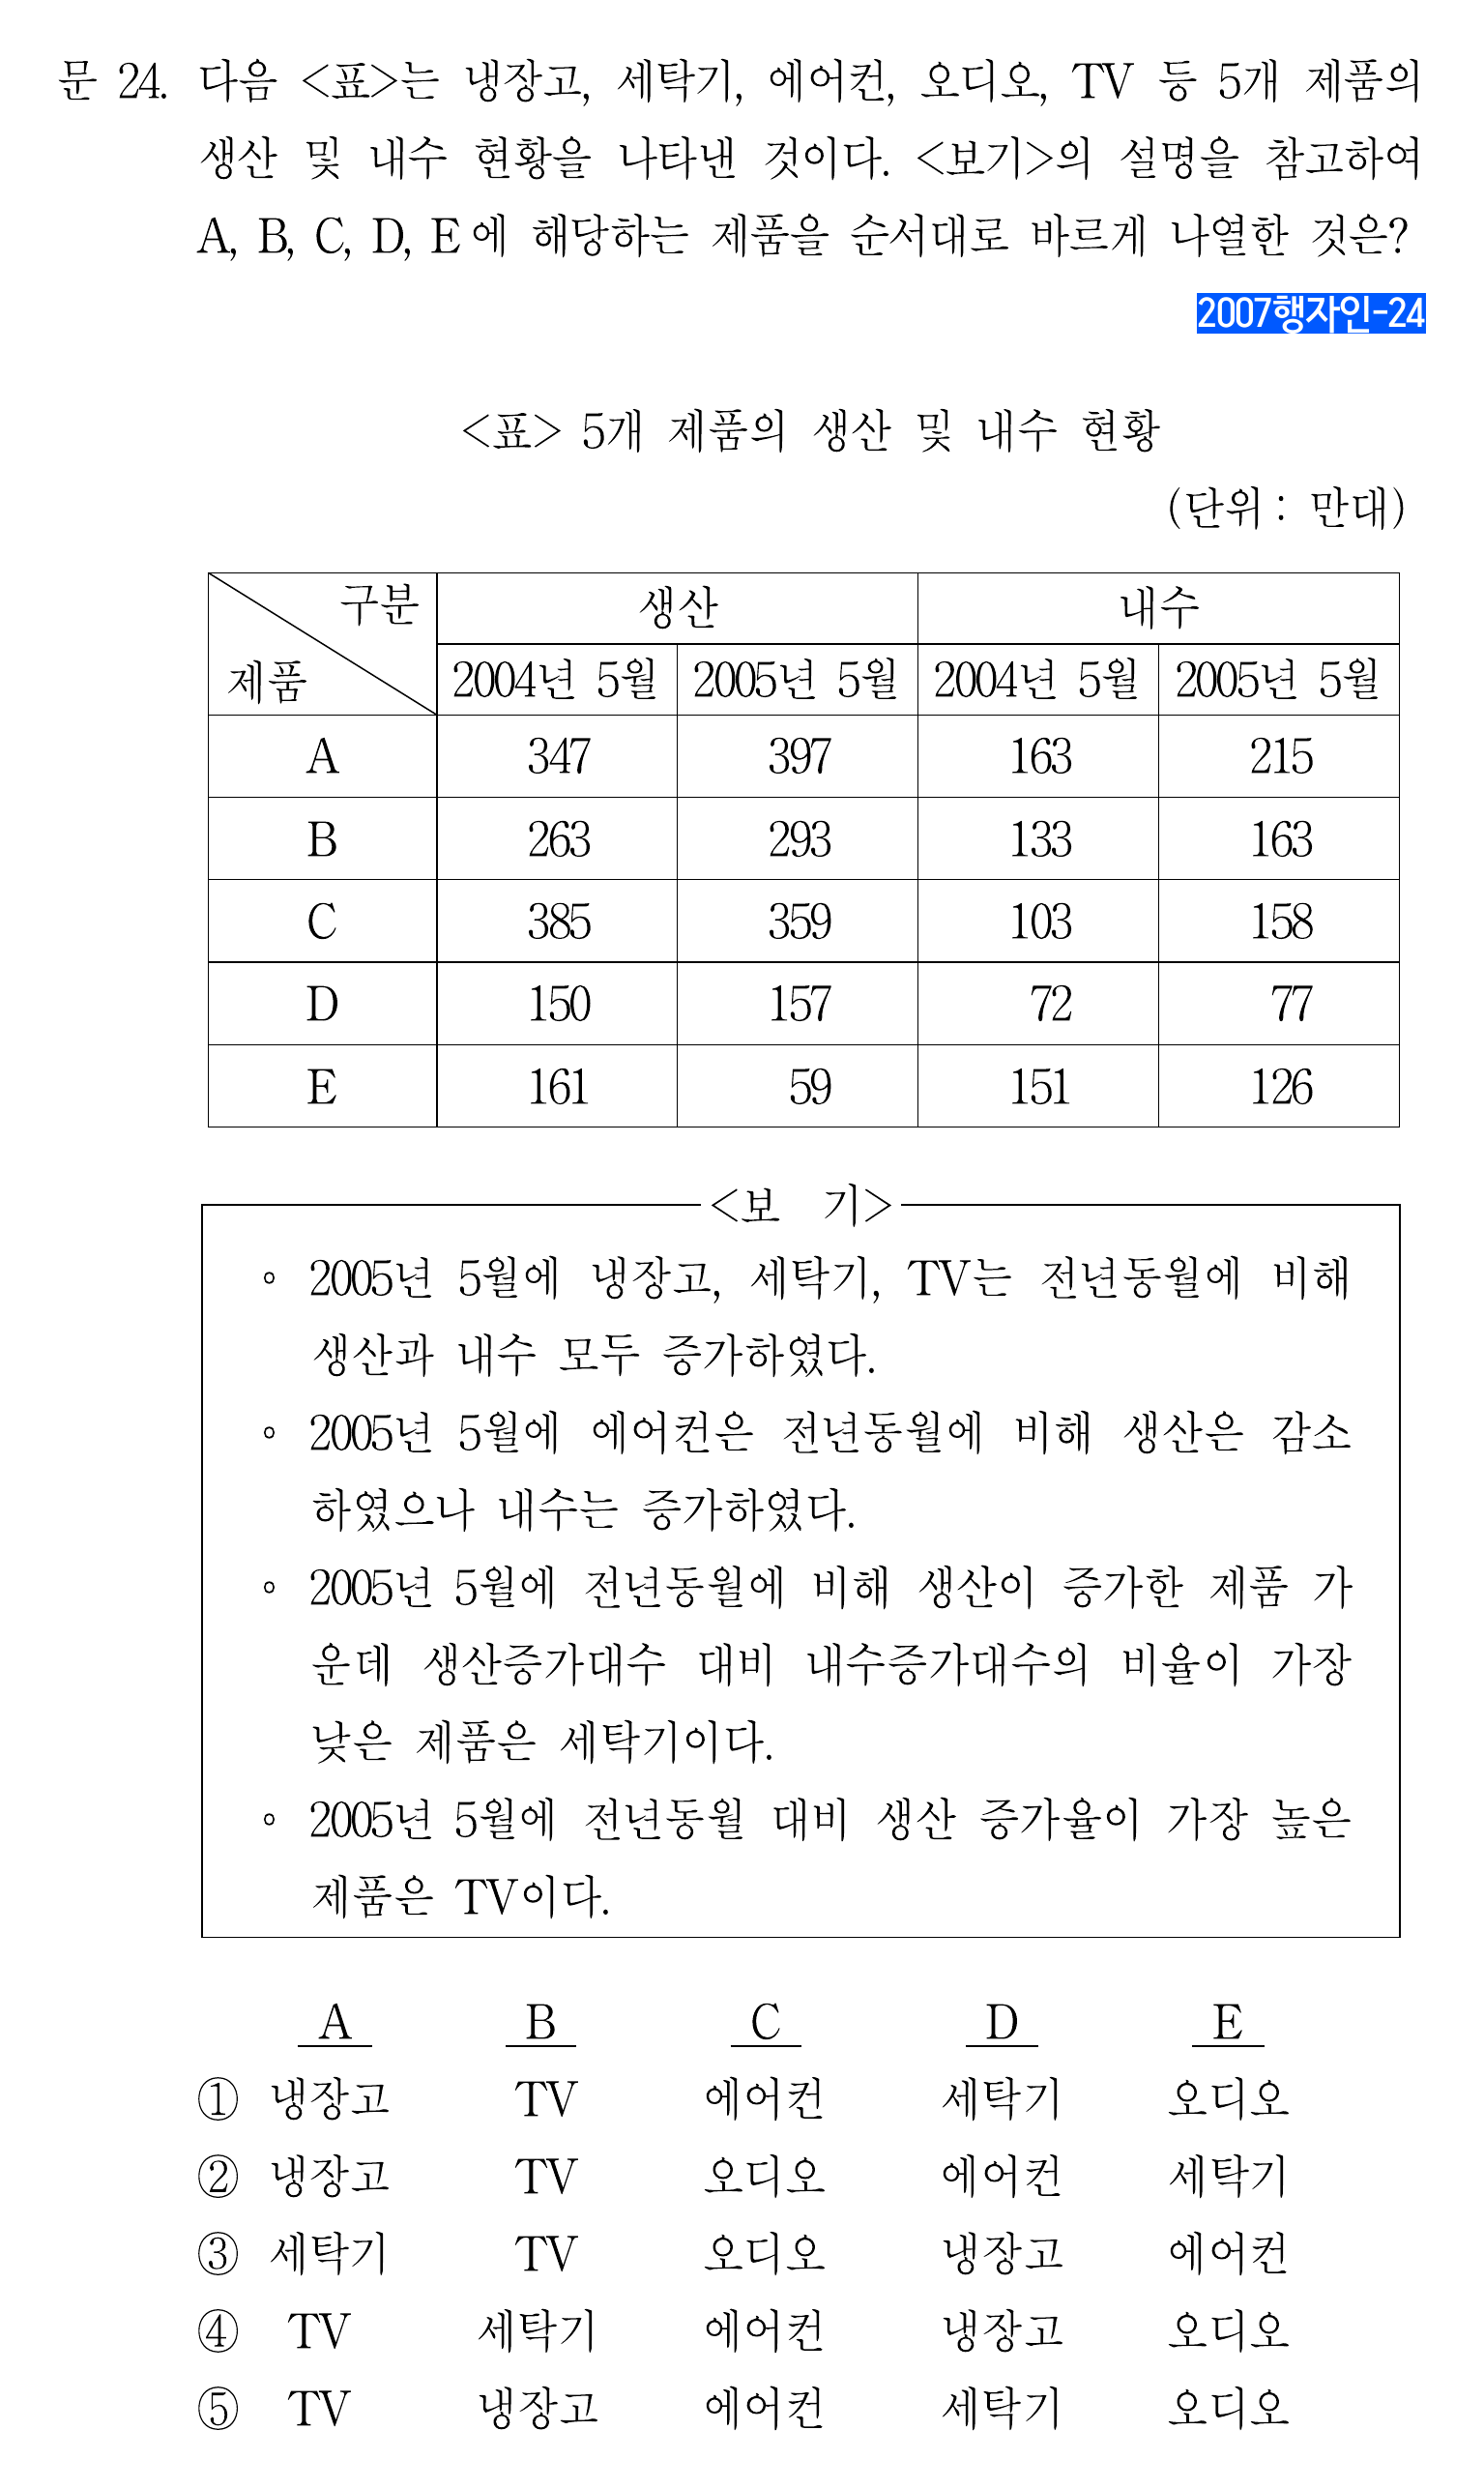 문 24. 다음 <표>는 냉장고, 세탁기, 에어컨, 오디오, TV 등 5개 제품의
생산 및 내수 현황을 나타낸 것이다. <보기>의 설명을 참고하여
A, B, C, D, E에 해당하는 제품을 순서대로 바르게 나열한 것은?
2007행자인-24
<표> 5개 제품의 생산 및 내수 현황
(단위 : 만대)
구분 생산 내수
제품 2004년 5월 2005년 5월 2004년 5월 2005년 5월
A 347 397 163 215
B 263 293 133 163
C 385 359 103 158
D 150 157 72 77
E 161 59 151 126
<보 기>
◦ 2005년 5월에 냉장고, 세탁기, TV는 전년동월에 비해
생산과 내수 모두 증가하였다.
◦ 2005년 5월에 에어컨은 전년동월에 비해 생산은 감소
하였으나 내수는 증가하였다.
◦ 2005년 5월에 전년동월에 비해 생산이 증가한 제품 가
운데 생산증가대수 대비 내수증가대수의 비율이 가장
낮은 제품은 세탁기이다.
◦ 2005년 5월에 전년동월 대비 생산 증가율이 가장 높은
제품은 TV이다.
A B C D E
① 냉장고 TV 에어컨 세탁기 오디오
② 냉장고 TV 오디오 에어컨 세탁기
③ 세탁기 TV 오디오 냉장고 에어컨
④ TV 세탁기 에어컨 냉장고 오디오
⑤ TV 냉장고 에어컨 세탁기 오디오